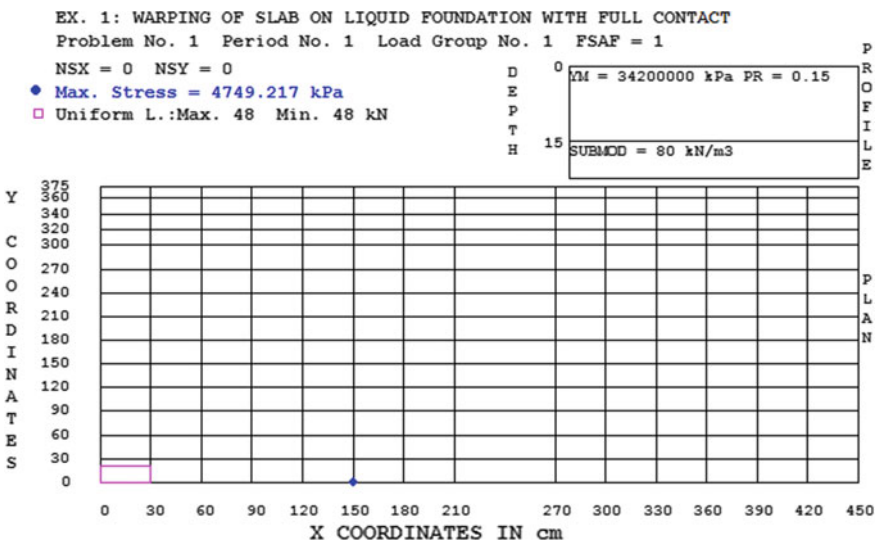 EX. 1: WARPING OF SLAB ON LIQUID FOUNDATION WITH FULL CONTACT
Problem No. 1 Period No. 1 Load Group No. 1 FSAF = 1
NSX = 0 NSY = 0
Max. Stress = 4749.217 kPa
Uniform L.:Max. 48 Min. 48 kN
DEPTH
0
YM = 34200000 kPa PR = 0.15
15
SUBMOD = 80 kN/m3
PROFILE
Y COORDINATES
375
360
340
320
300
270
240
210
180
150
120
90
60
30
0
PLAN
0 30 60 90 120 150 180 210 270 300 330 360 390 420 450
X COORDINATES IN cm